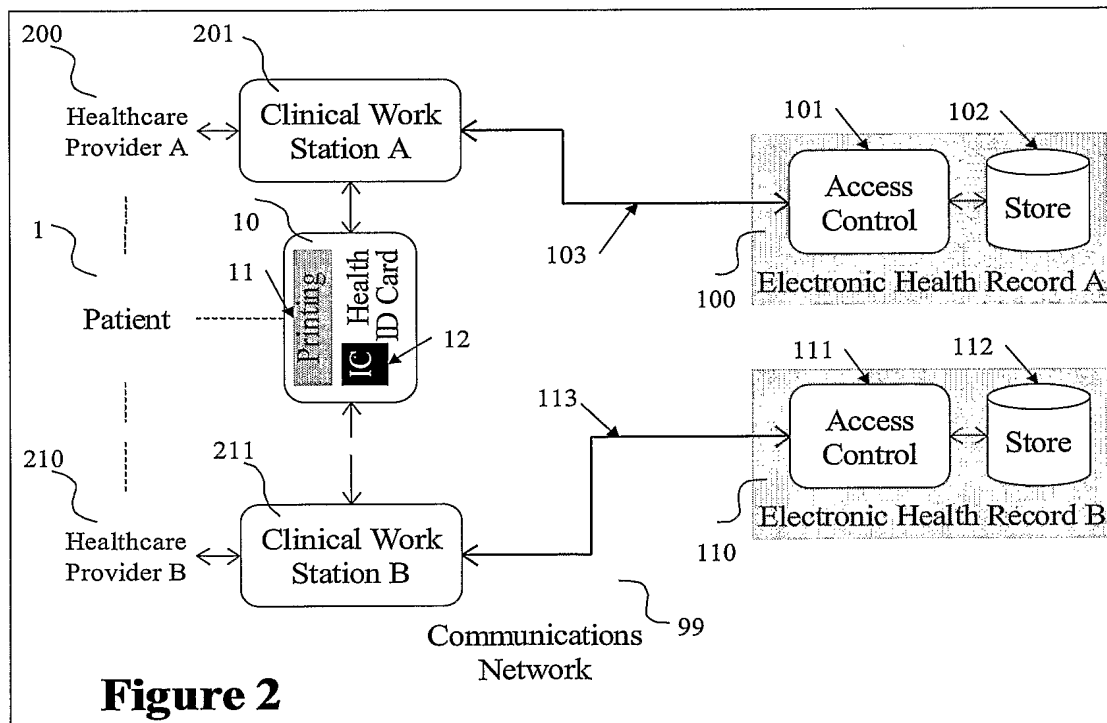 200
201
Healthcare
Provider A
Clinical Work
Station A
101
102
Access
Control
Store
103
100
Electronic Health Record A
1
Patient
10
11
Printing
Health
ID Card
IC
12
111
112
113
Access
Control
Store
110
Electronic Health Record B
210
211
Healthcare
Provider B
Clinical Work
Station B
99
Communications
Network
Figure 2